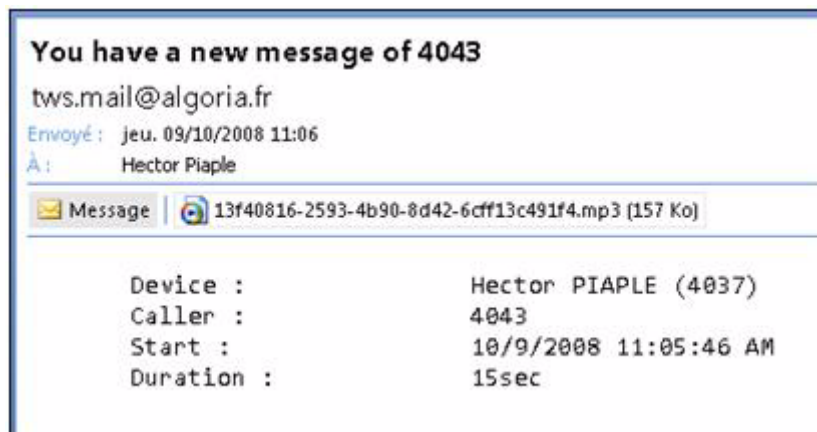 You have a new message of 4043
tws.mail@algoria.fr
Envoyé : jeu. 09/10/2008 11:06
À : Hector Piaple
Message 13f40816-2593-4b90-8d42-6cff13c491f4.mp3 (157 Ko)
Device : Hector PIAPLE (4037)
Caller : 4043
Start : 10/9/2008 11:05:46 AM
Duration : 15sec